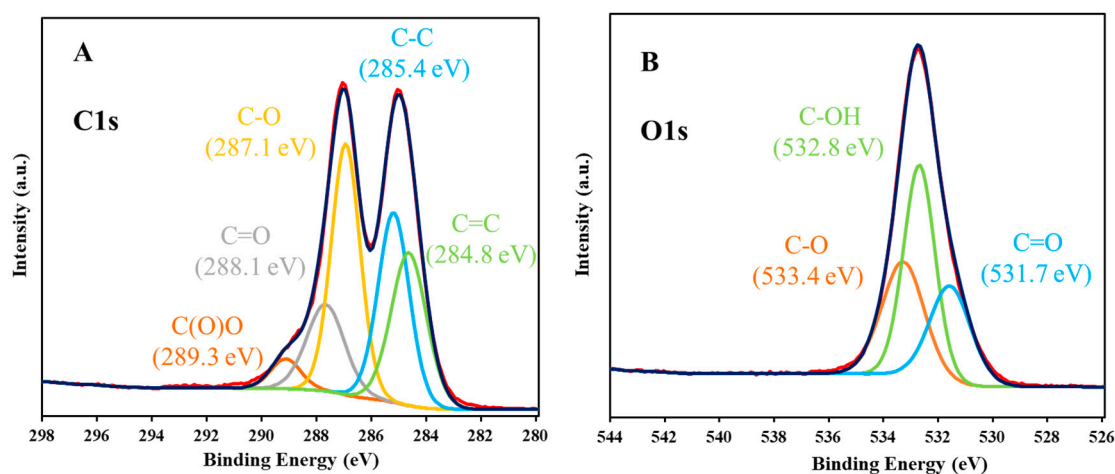 A
C1s
C-C
(285.4 eV)
C-O
(287.1 eV)
C=O
(288.1 eV)
C=C
(284.8 eV)
C(O)O
(289.3 eV)
Intensity (a.u.)
298 296 294 292 290 289 287 286 284 282 280
Binding Energy (eV)
B
O1s
C-OH
(532.8 eV)
C-O
(533.4 eV)
C=O
(531.7 eV)
Intensity (a.u.)
544 540 538 536 534 532 530 528 526
Binding Energy (eV)